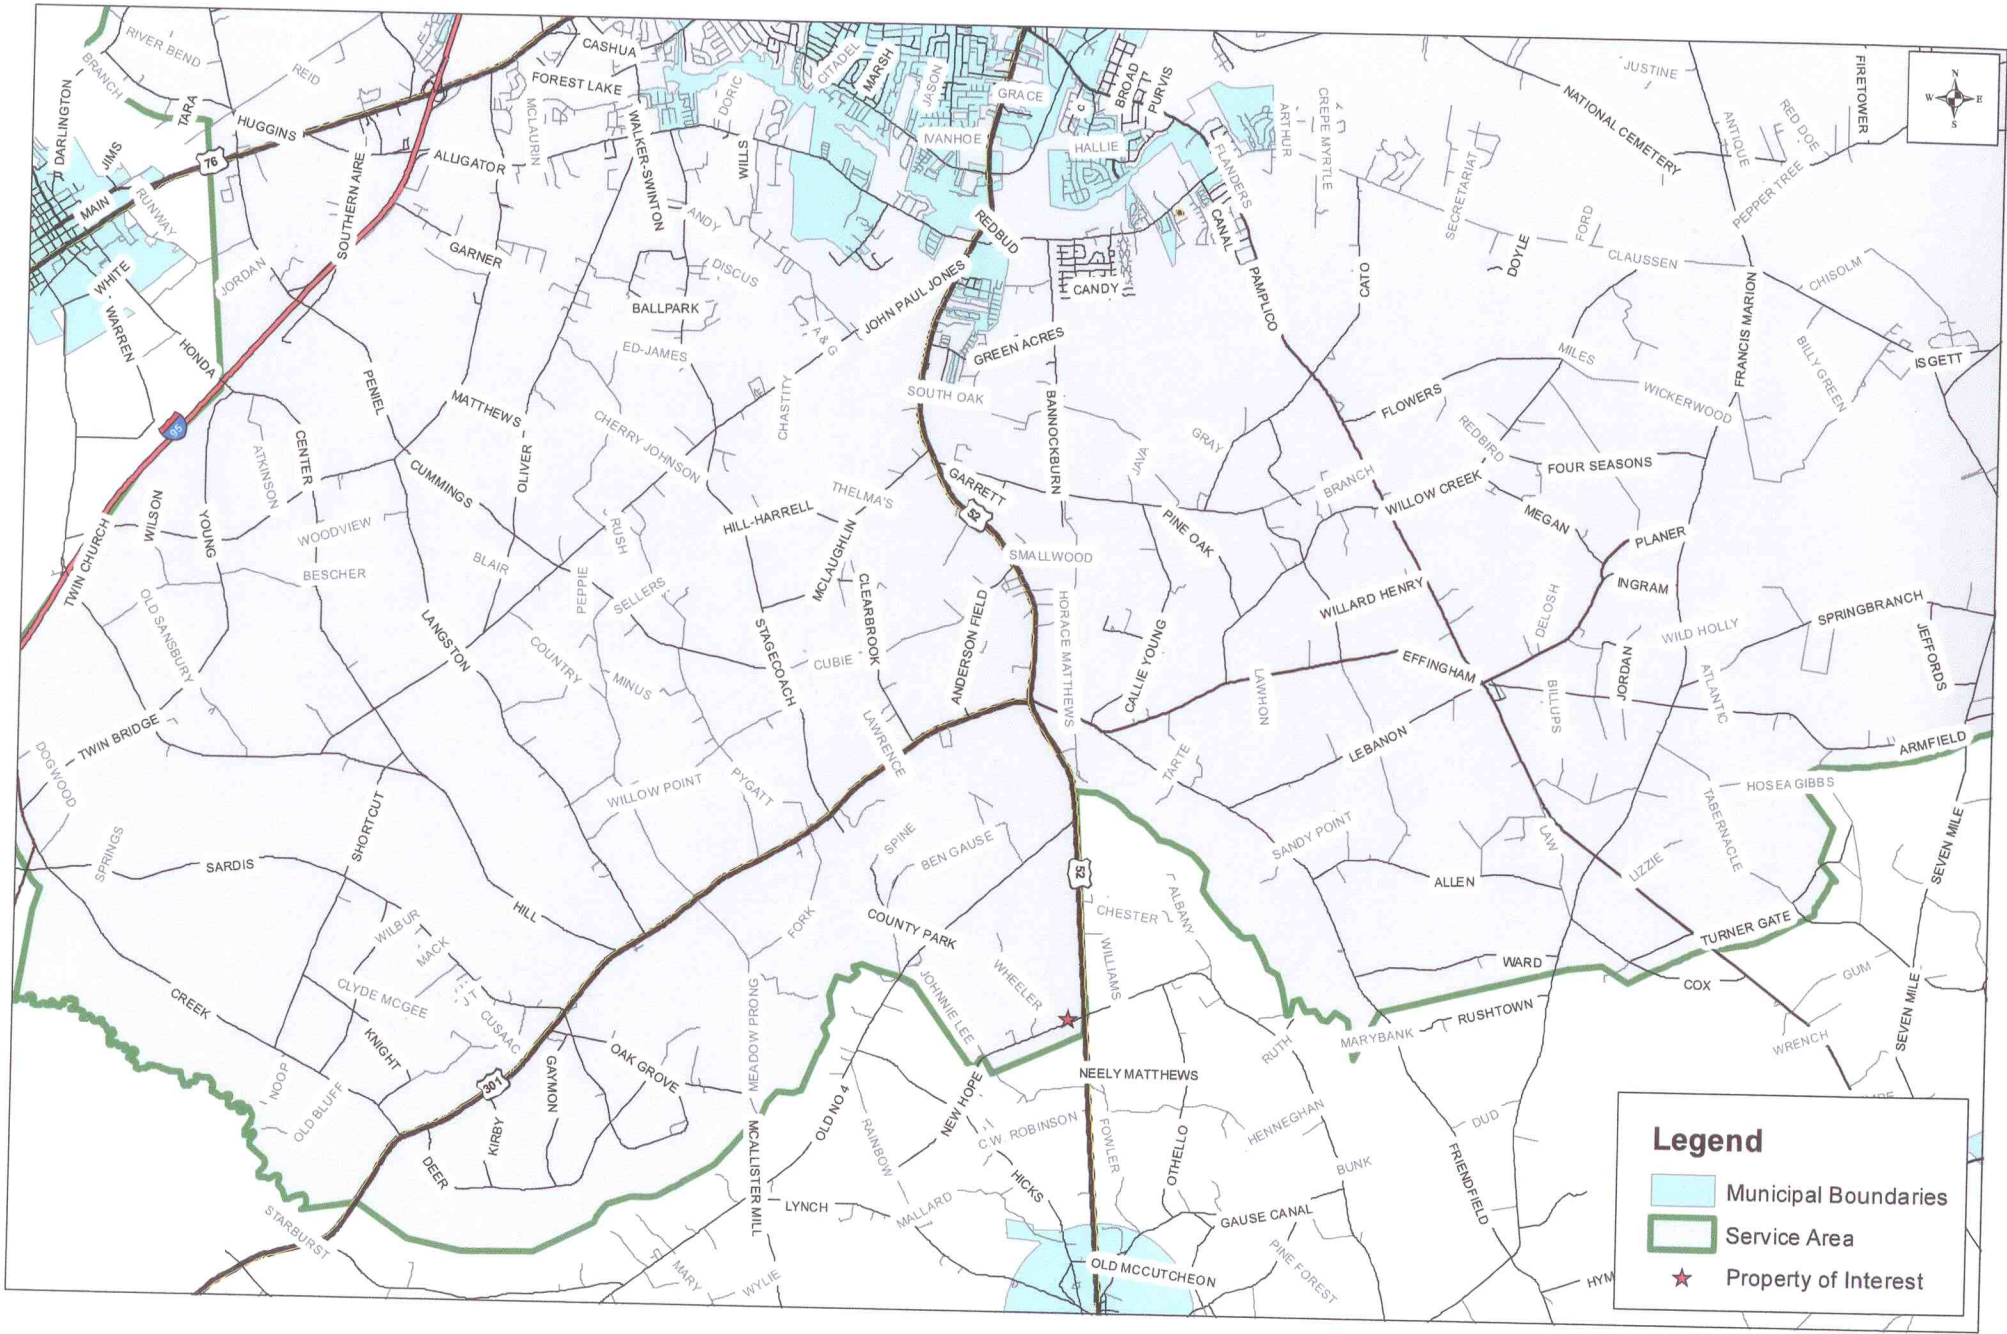 RIVER BEND
BRANCH
REID
TARA
HUGGINS
76
DARLINGTON
JIMS
MAIN
RUNWAY
WHITE
WARREN
HONDA
JORDAN
SOUTHERN AIRE
CASHUA
FOREST LAKE
MCLAURIN
ALLIGATOR
WALKER-SWINTON
DORIC
WILLS
CITADEL
MARSH
JASON
GRACE
IVANHOE
BROAD
PURVIS
HALLIE
FLANDERS
ARTHUR
CREPE MYRTLE
SECRETARIAT
JUSTINE
NATIONAL CEMETERY
ANTIQUE
RED DOE
FIRETOWER
PEPPER TREE
N
W
E
S
GARNER
ANDY
DISCUS
BALLPARK
ED-JAMES
A & G
JOHN PAUL JONES
REDBUD
CANDY
CANAL
PAMPLICO
CATO
DOYLE
FORD
CLAUSSEN
CHISOLM
GREEN ACRES
SOUTH OAK
FRANCIS MARION
BILLY GREEN
ISGETT
MILES
WICKERWOOD
FLOWERS
95
PENIEL
MATTHEWS
OLIVER
CHERRY JOHNSON
CHASTITY
BANNOCKBURN
JAVA
GRAY
REDBIRD
FOUR SEASONS
CENTER
ATKINSON
CUMMINGS
WILSON
YOUNG
WOODVIEW
BESCHER
BLAIR
RUSH
PEPPIE
SELLERS
HILL-HARRELL
THELMA'S
MCLAUGHLIN
GARRETT
52
SMALLWOOD
PINE OAK
BRANCH
WILLOW CREEK
MEGAN
PLANER
INGRAM
TWIN CHURCH
OLD SANSBURY
LANGSTON
COUNTRY
MINUS
STAGECOACH
CLEARBROOK
CUBIE
ANDERSON FIELD
HORACE MATTHEWS
CALLIE YOUNG
WILLARD HENRY
EFFINGHAM
LAWHON
DELOSH
JORDAN
WILD HOLLY
SPRINGBRANCH
JEFFORDS
ATLANTIC
BILLUPS
LEBANON
TARTE
ARMFIELD
HOSEA GIBBS
TABERNACLE
TWIN BRIDGE
DOGWOOD
SPRINGS
SARDIS
SHORTCUT
WILLOW POINT
PYGATT
LAWRENCE
SPINE
BEN GAUSE
52
SANDY POINT
LAW
LIZZIE
ALLEN
SEVEN MILE
HILL
WILBUR
MACK
CLYDE MCGEE
CUSAAC
CREEK
KNIGHT
NOOP
OLD BLUFF
FORK
COUNTY PARK
CHESTER
ALBANY
WILLIAMS
WHEELER
JOHNNIE LEE
WARD
TURNER GATE
COX
GUM
WRENCH
SEVEN MILE
RUSHTOWN
MARYBANK
RUTH
301
GAYMON
OAK GROVE
KIRBY
DEER
STARBURST
MEADOW PRONG
MCALLISTER MILL
OLD NO 4
RAINBOW
NEW HOPE
C.W. ROBINSON
NEELY MATTHEWS
FOWLER
OTHELLO
HENNEGHAN
BUNK
DUD
FRIENDFIELD
LYNCH
MALLARD
HICKS
GAUSE CANAL
OLD MCCUTCHEON
PINE FOREST
MARY
WYLIE
HYM
Legend
Municipal Boundaries
Service Area
Property of Interest